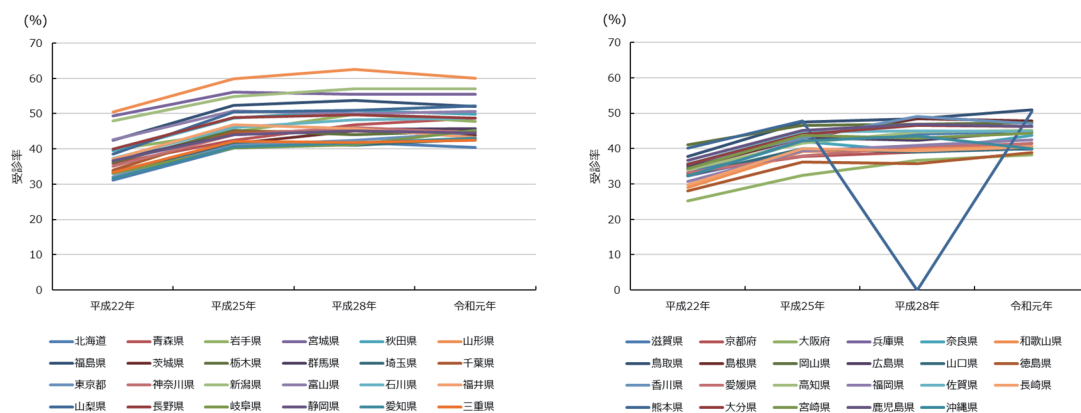 (%)
70
60
50
40
30
20
10
0
受診率
平成22年 平成25年 平成28年 令和元年
北海道 青森県 岩手県 宮城県 秋田県 山形県
福島県 茨城県 栃木県 群馬県 埼玉県 千葉県
東京都 神奈川県 新潟県 富山県 石川県 福井県
山梨県 長野県 岐阜県 静岡県 愛知県 三重県
(%)
70
60
50
40
30
20
10
0
受診率
平成22年 平成25年 平成28年 令和元年
滋賀県 京都府 大阪府 兵庫県 奈良県 和歌山県
鳥取県 島根県 岡山県 広島県 山口県 徳島県
香川県 愛媛県 高知県 福岡県 佐賀県 長崎県
熊本県 大分県 宮崎県 鹿児島県 沖縄県